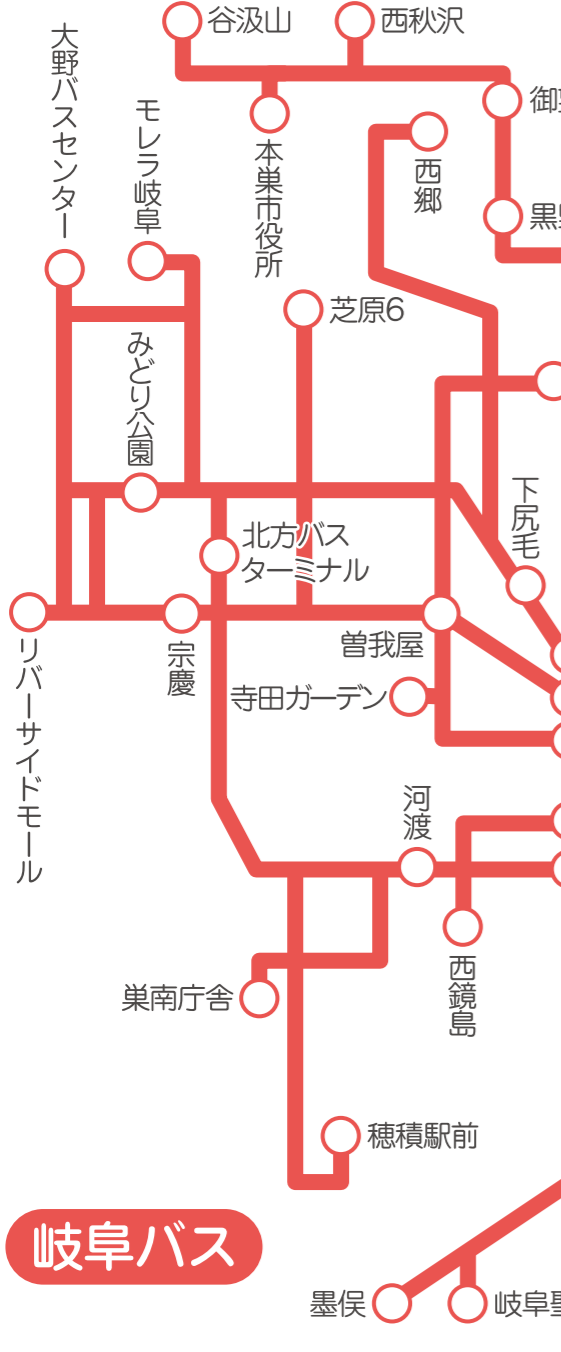 谷汲山
西秋沢
大野バスセンター
モレラ岐阜
本巣市役所
西郷
芝原6
みどり公園
下尻毛
北方バス
ターミナル
曽我屋
宗慶
リバーサイドモール
寺田ガーデン
河渡
西鏡島
巣南庁舎
穂積駅前
岐阜バス
墨俣
岐阜